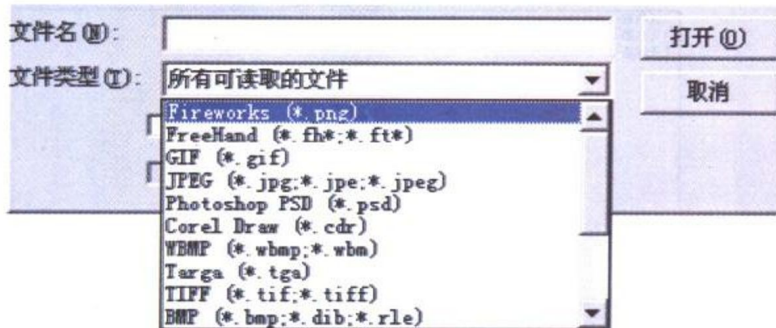 文件名(N):
打开(O)
文件类型(T):
所有可读取的文件
取消
Fireworks (*.png)
FreeHand (*.fh*;*.ft*)
GIF (*.gif)
JPEG (*.jpg;*.jpe;*.jpeg)
Photoshop PSD (*.psd)
Corel Draw (*.cdr)
WBMP (*.wbmp;*.wbm)
Targa (*.tga)
TIFF (*.tif;*.tiff)
BMP (*.bmp;*.dib;*.rle)